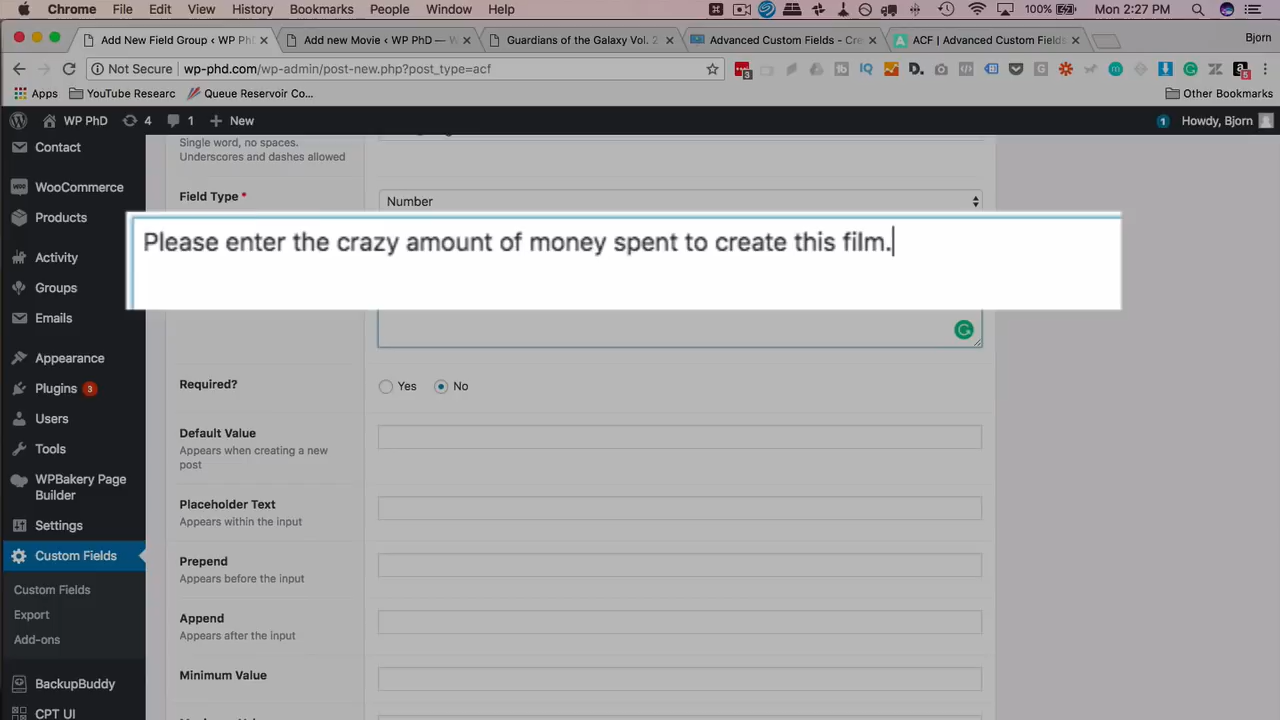 Chrome File Edit View History Bookmarks People Window Help 100% Mon 2:27 PM
Add New Field Group ‹ WP PhD Add new Movie ‹ WP PhD — W Guardians of the Galaxy Vol. 2 Advanced Custom Fields - Cre ACF | Advanced Custom Fields Bjorn
Not Secure wp-phd.com/wp-admin/post-new.php?post_type=acf
Apps YouTube Researc Queue Reservoir Co... Other Bookmarks
WP PhD 4 1 New 1 Howdy, Bjorn
Contact
WooCommerce
Products
Activity
Groups
Emails
Appearance
Plugins 3
Users
Tools
WPBakery Page
Builder
Settings
Custom Fields
Custom Fields
Export
Add-ons
BackupBuddy
CPT UI
Single word, no spaces.
Underscores and dashes allowed
Field Type * Number
Please enter the crazy amount of money spent to create this film.
Required? Yes No
Default Value
Appears when creating a new
post
Placeholder Text
Appears within the input
Prepend
Appears before the input
Append
Appears after the input
Minimum Value